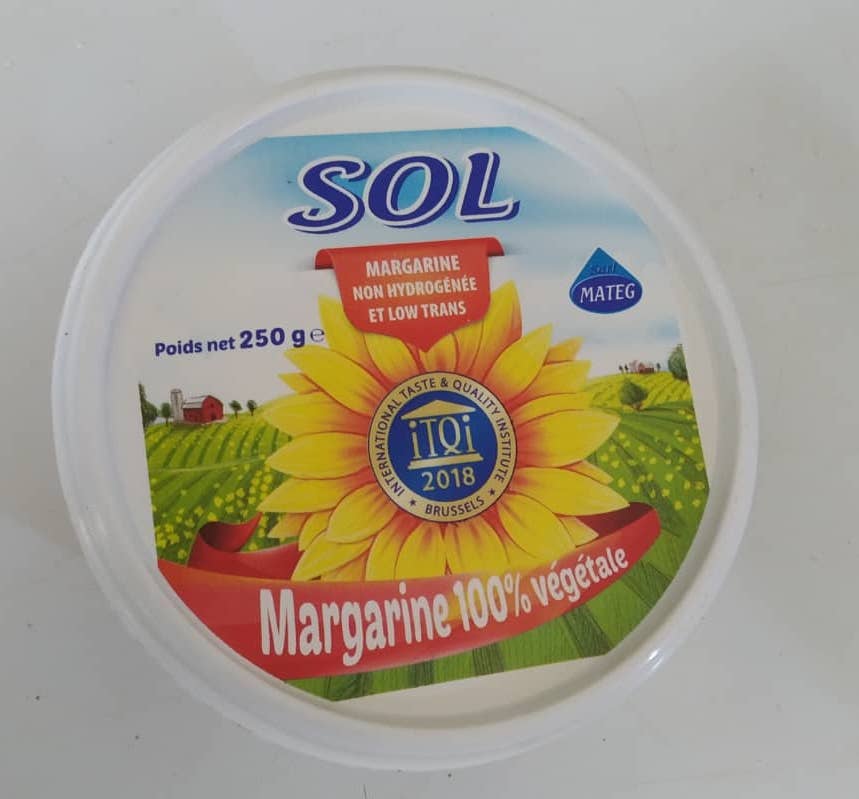 SOL
MARGARINE
NON HYDROGÉNÉE
ET LOW TRANS
Sarl
MATEG
Poids net 250 g e
INTERNATIONAL TASTE & QUALITY INSTITUTE
iTQi
2018
★ BRUSSELS ★
Margarine 100% végétale